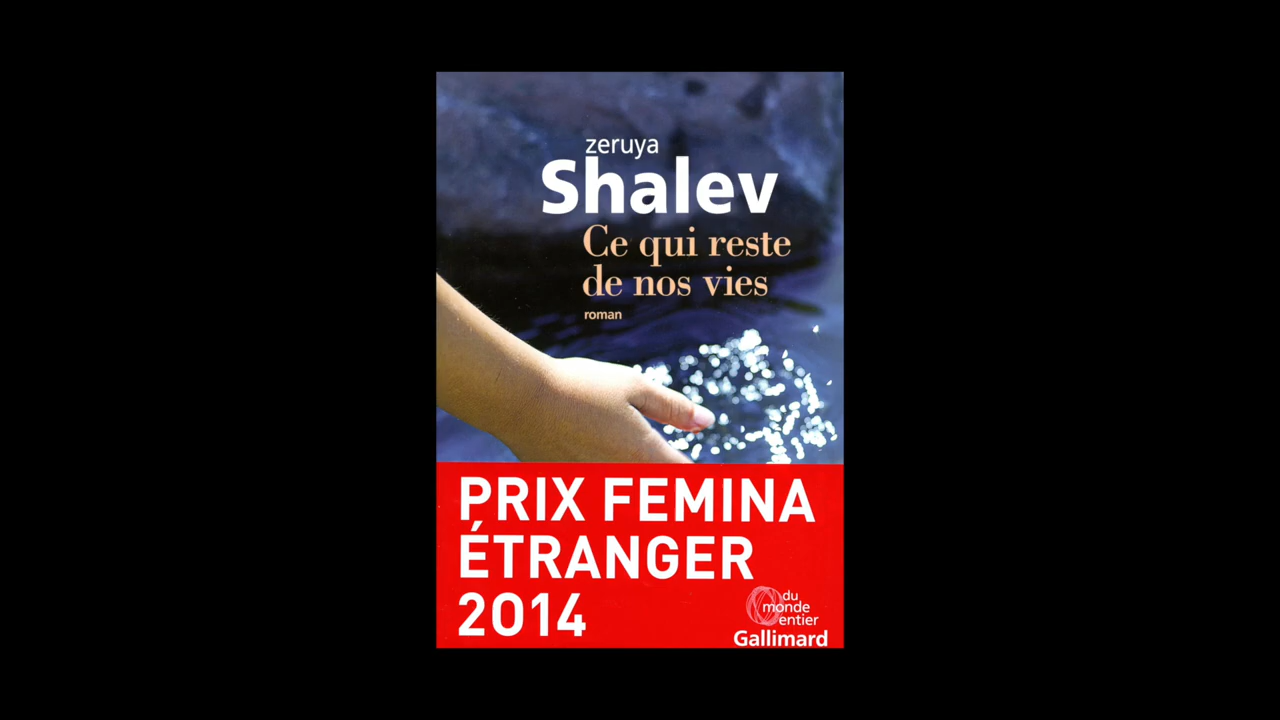 zeruya
Shalev
Ce qui reste
de nos vies
roman
PRIX FEMINA
ÉTRANGER
2014
du
monde
entier
Gallimard